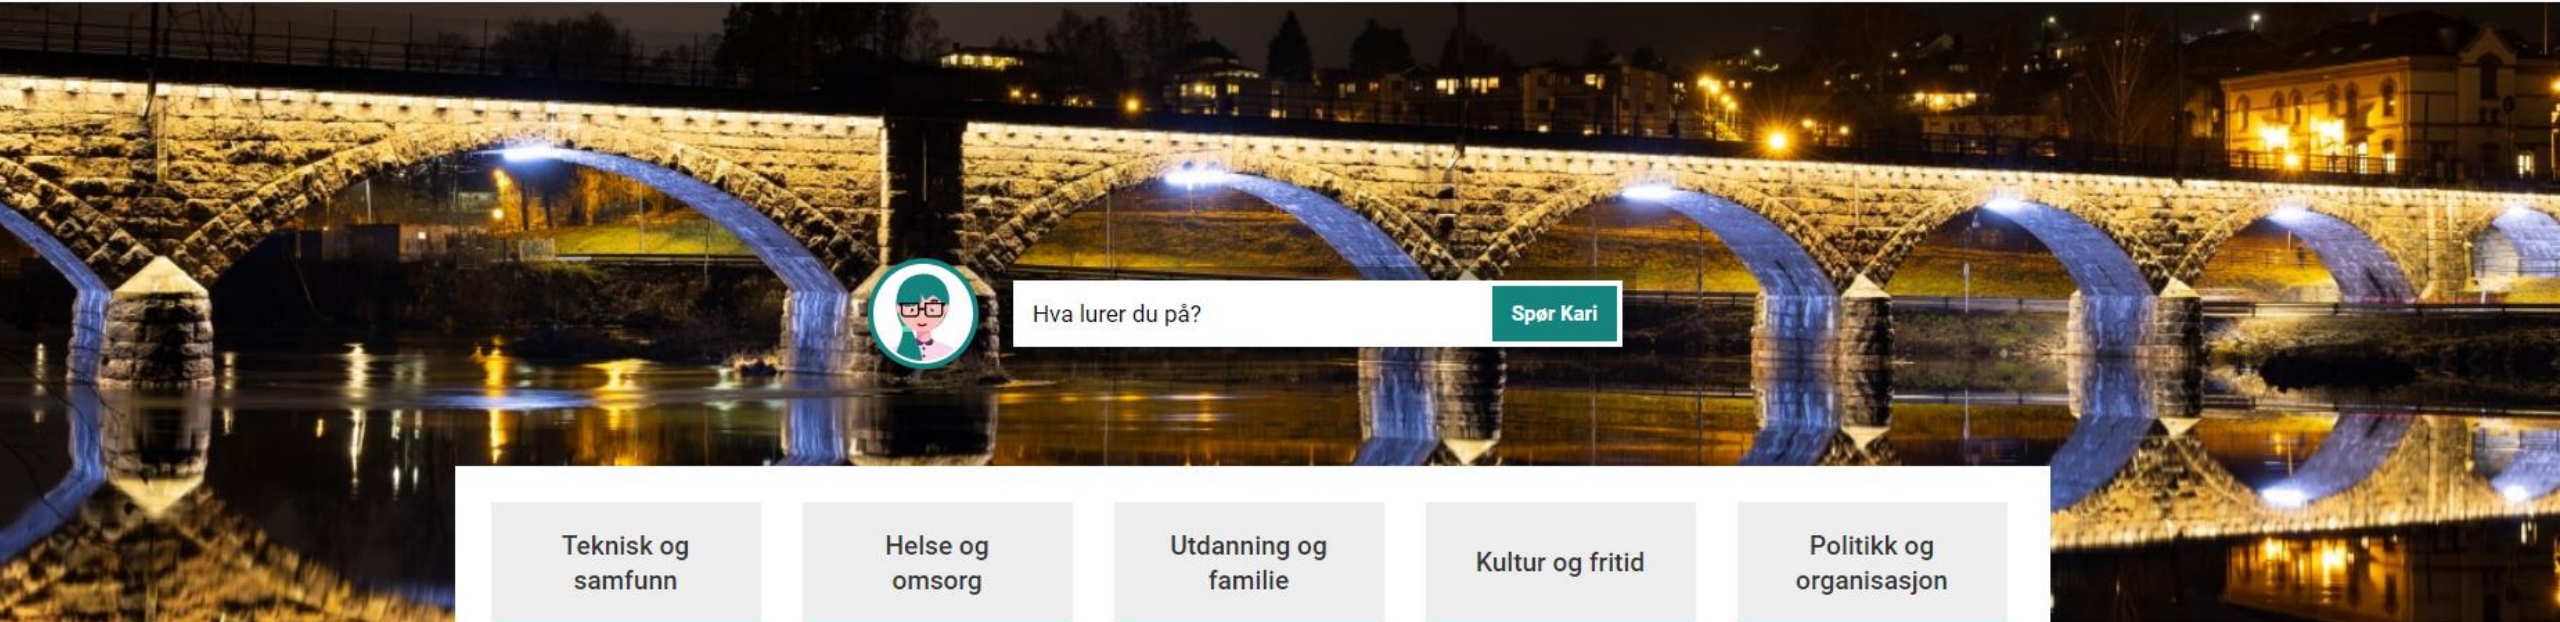 Hva lurer du på?
Spør Kari
Teknisk og
samfunn
Helse og
omsorg
Utdanning og
familie
Kultur og fritid
Politikk og
organisasjon